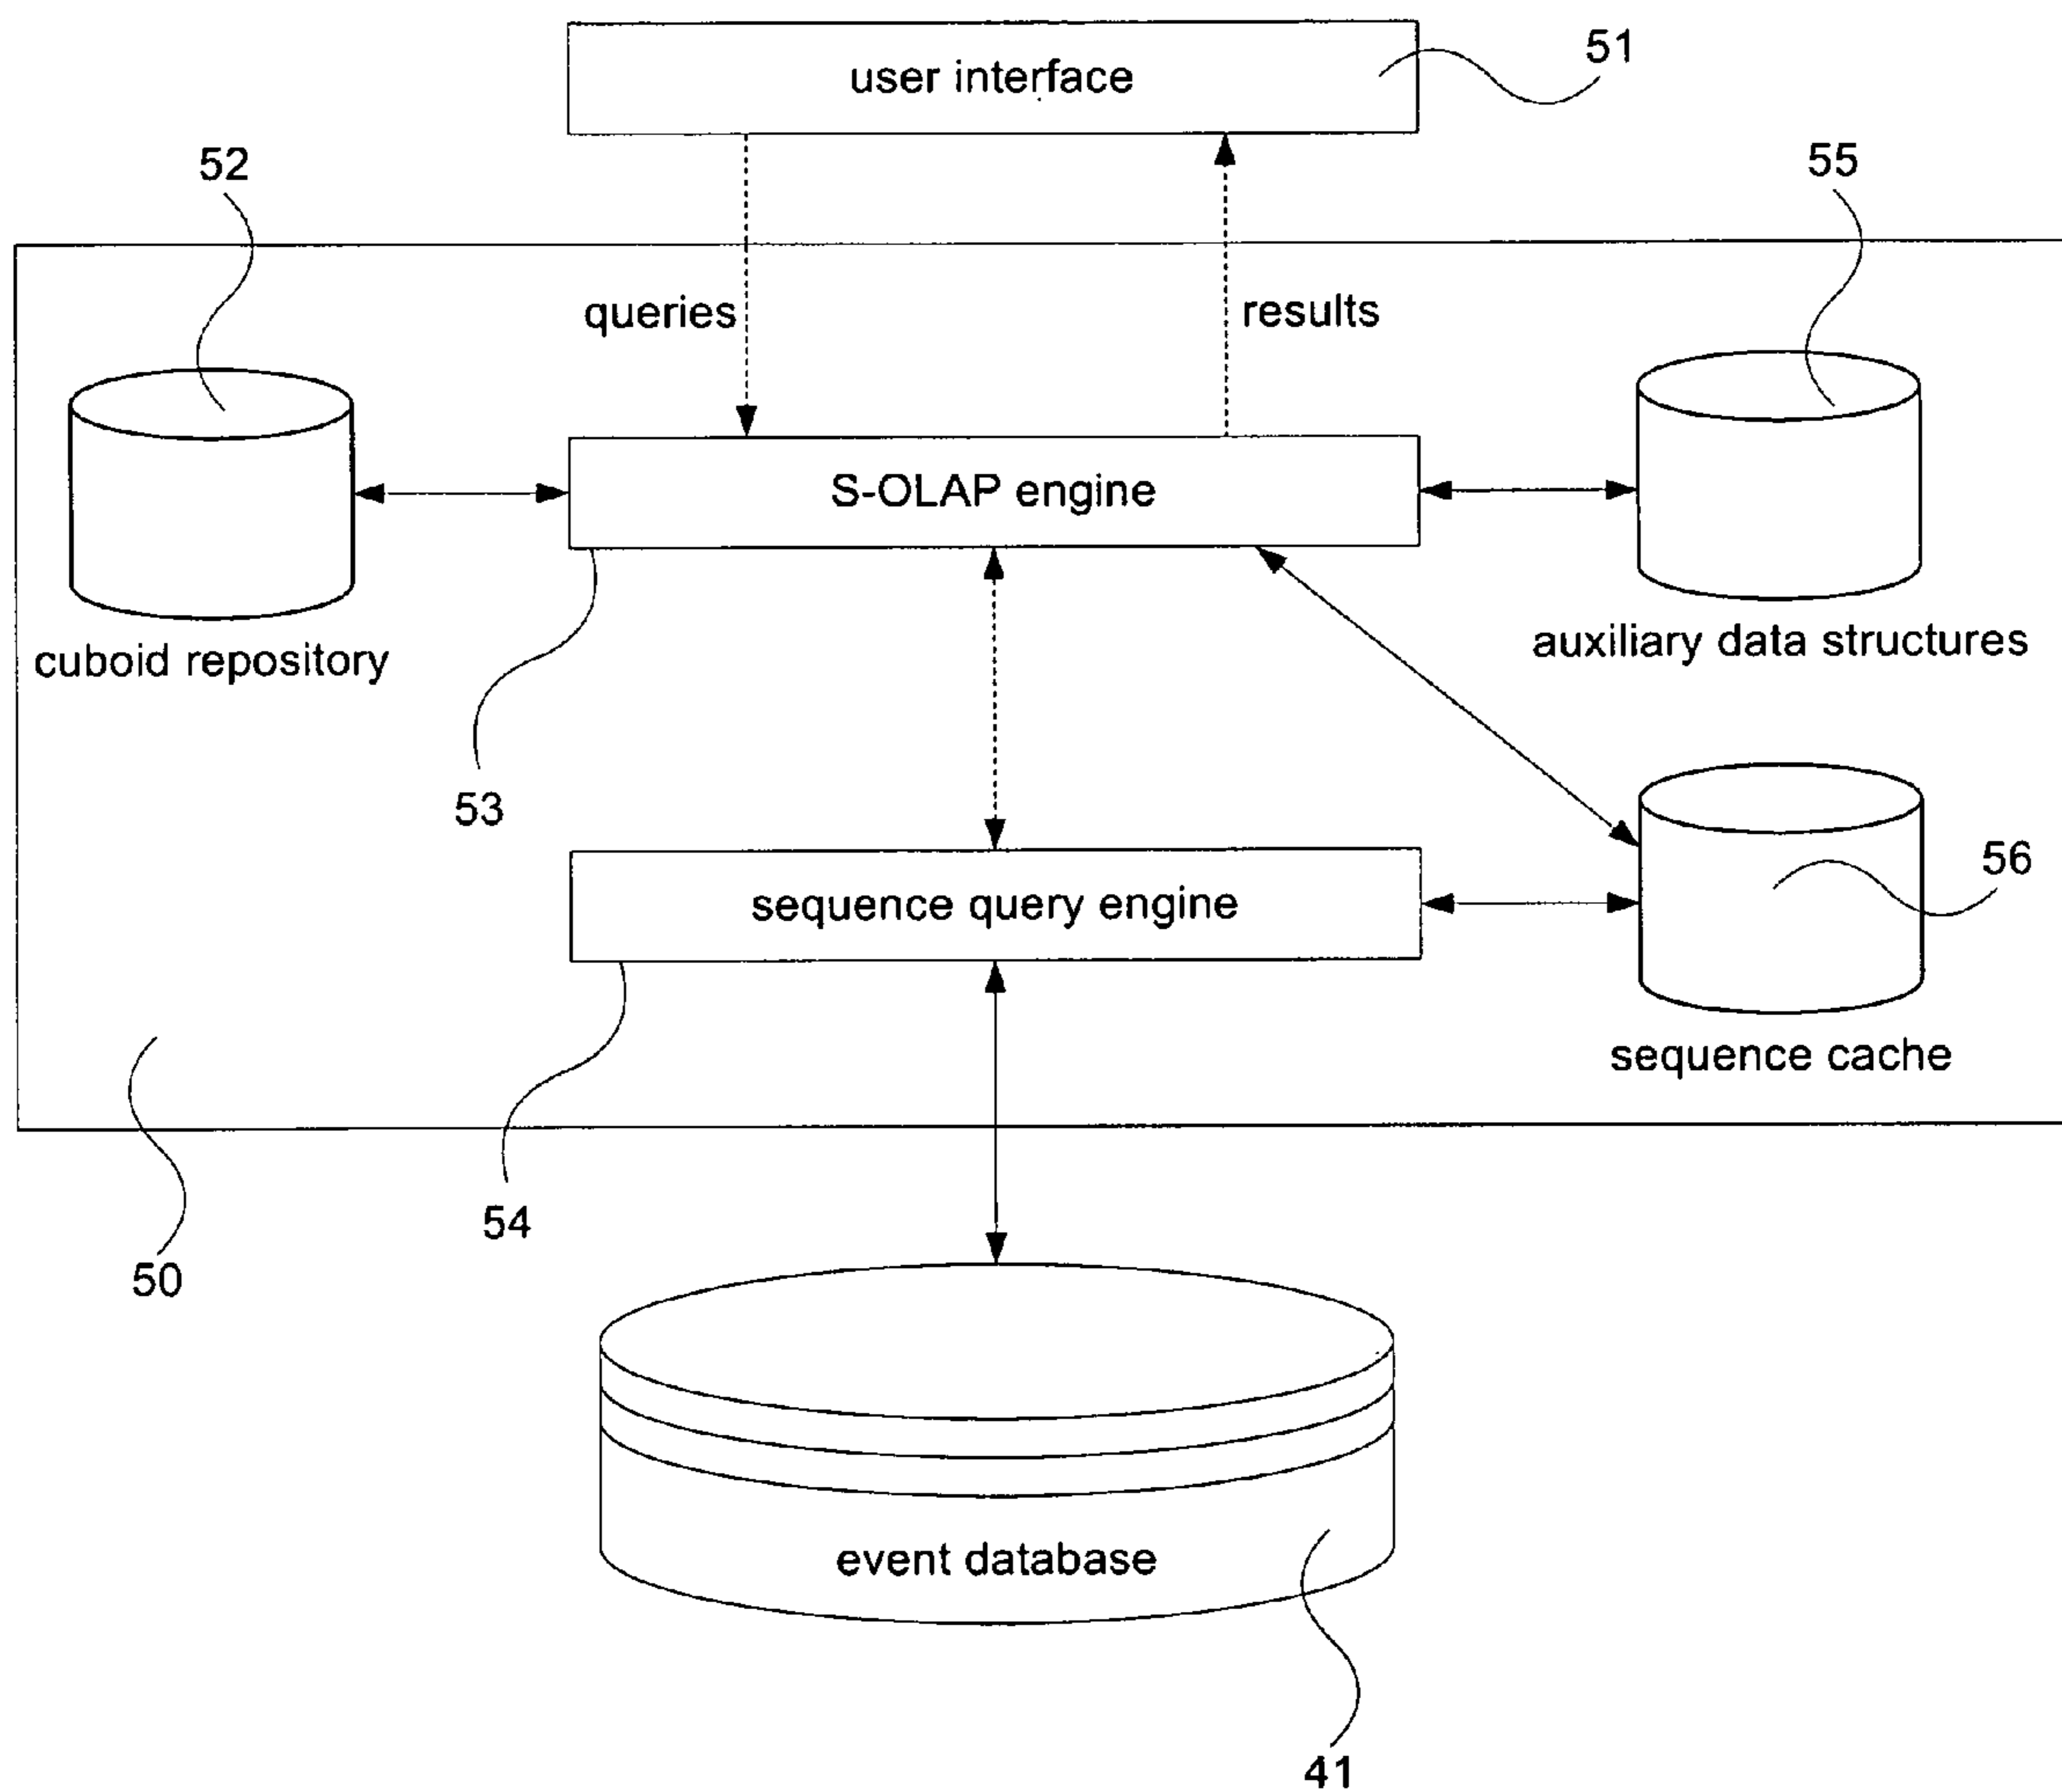 user interface
51
52
55
queries
results
S-OLAP engine
cuboid repository
auxiliary data structures
53
56
sequence query engine
sequence cache
54
50
event database
41